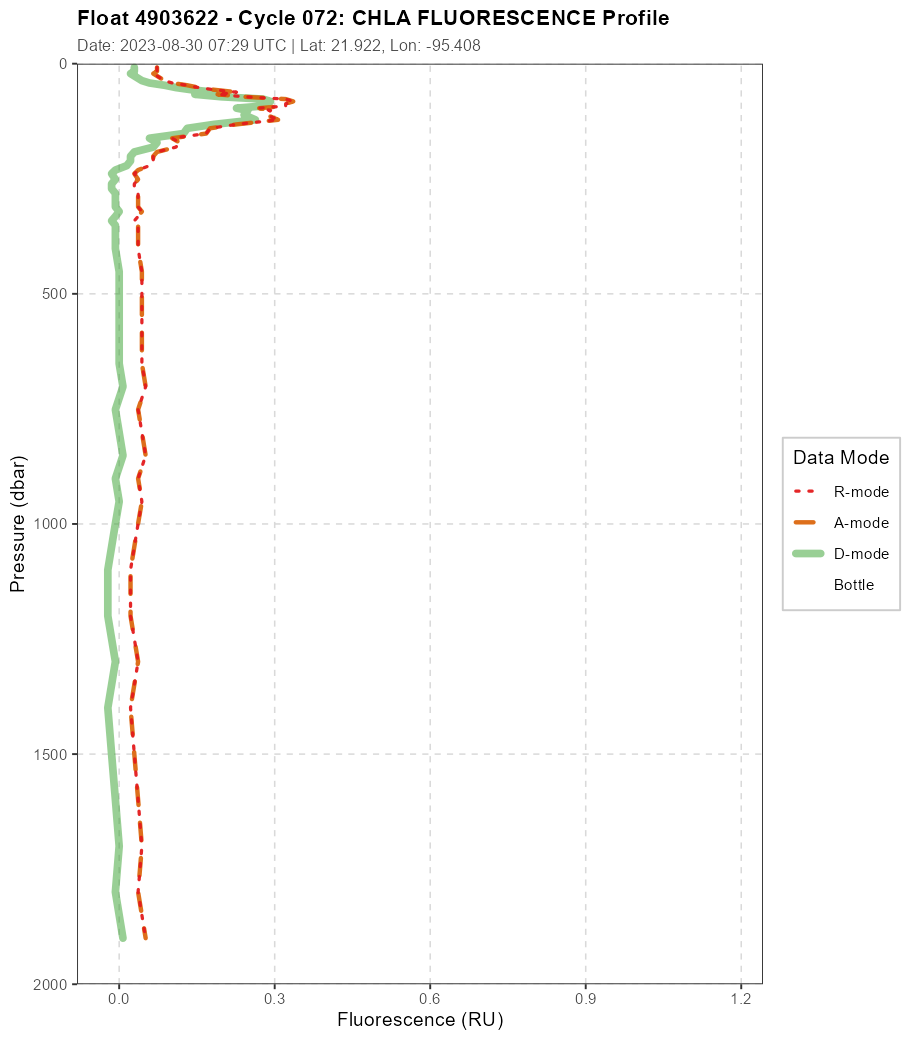 Float 4903622 - Cycle 072: CHLA FLUORESCENCE Profile
Date: 2023-08-30 07:29 UTC | Lat: 21.922, Lon: -95.408
0
500
1000
1500
2000
Pressure (dbar)
0.0
0.3
0.6
0.9
1.2
Fluorescence (RU)
Data Mode
R-mode
A-mode
D-mode
Bottle